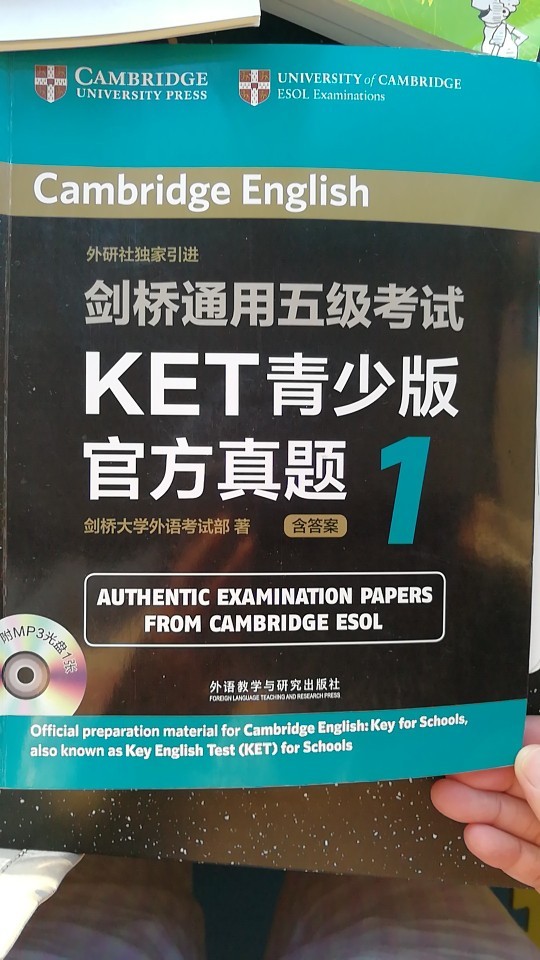 CAMBRIDGE
UNIVERSITY PRESS
UNIVERSITY of CAMBRIDGE
ESOL Examinations
Cambridge English
外研社独家引进
剑桥通用五级考试
KET青少版
官方真题 1
剑桥大学外语考试部 著 含答案
AUTHENTIC EXAMINATION PAPERS
FROM CAMBRIDGE ESOL
附MP3光盘1张
外语教学与研究出版社
FOREIGN LANGUAGE TEACHING AND RESEARCH PRESS
Official preparation material for Cambridge English: Key for Schools,
also known as Key English Test (KET) for Schools